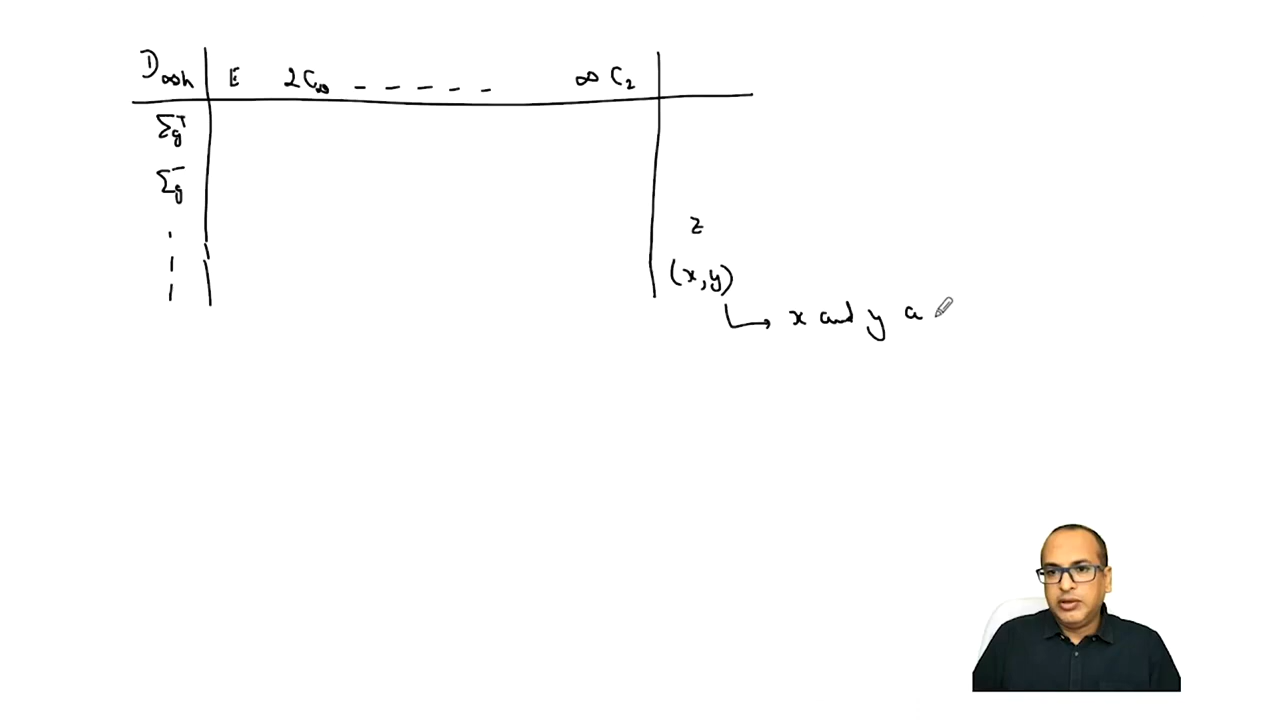 D∞h E 2C∞ - - - - - ∞ C2
Σg+
Σg-
z
(x,y)
x and y a